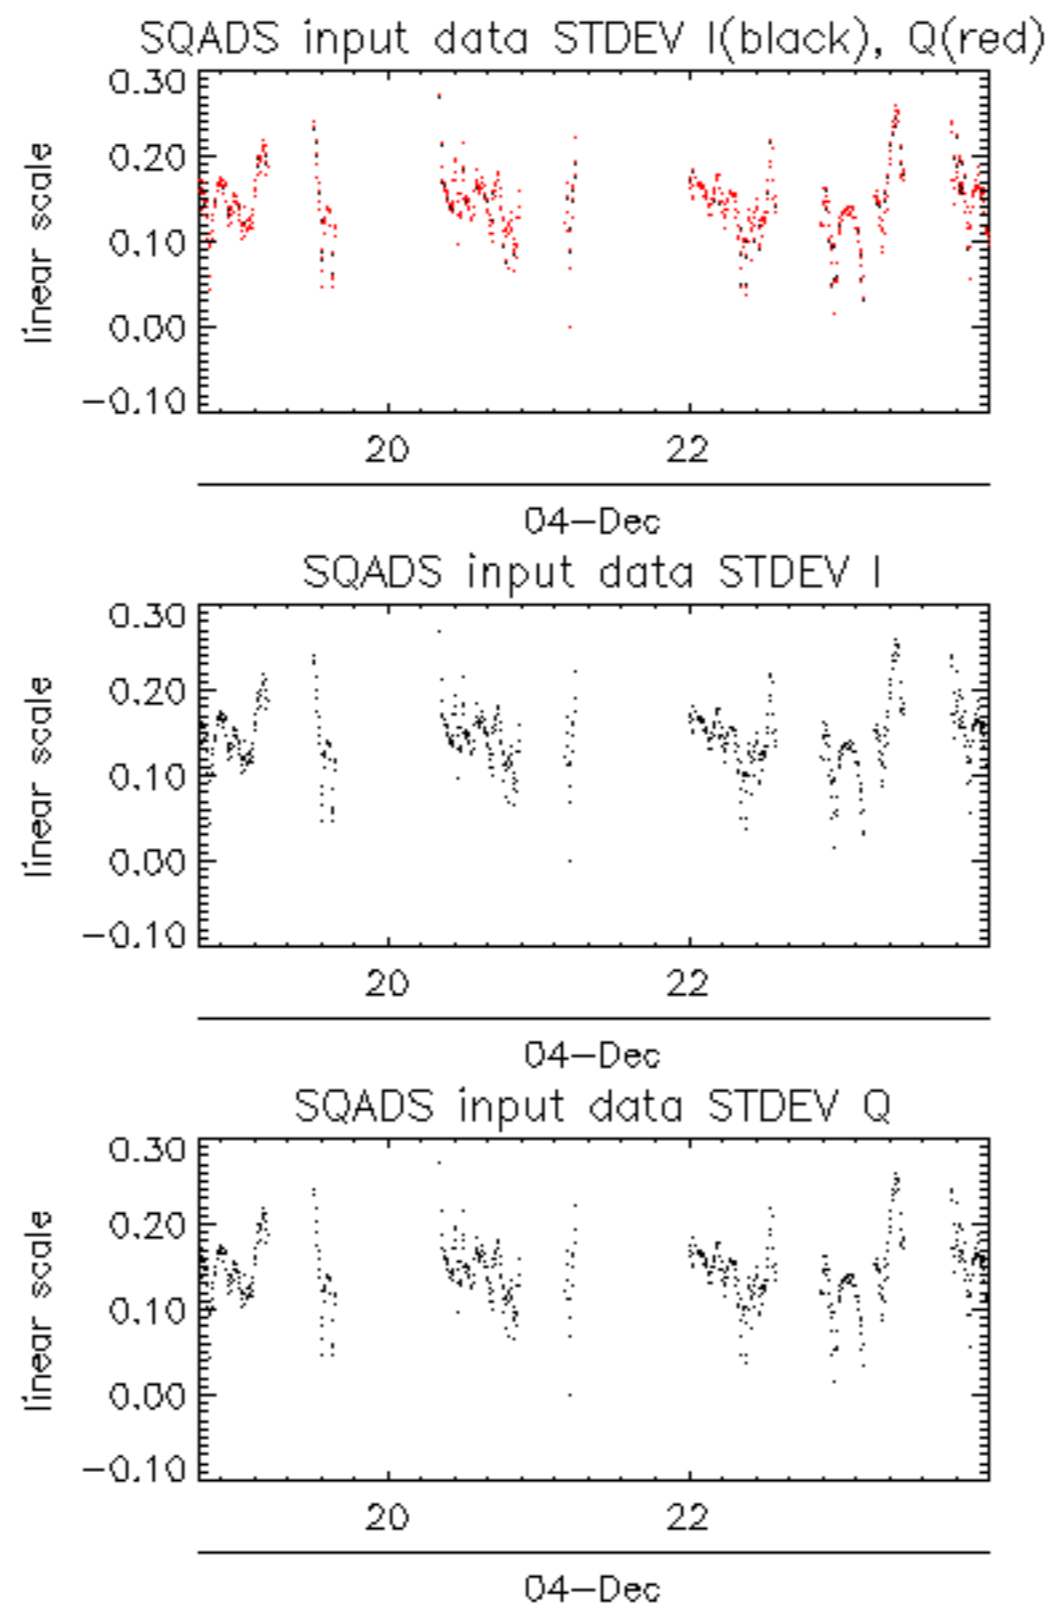 SQADS input data STDEV I(black), Q(red)
0.30
0.20
0.10
0.00
-0.10
linear scale
20 22
04-Dec
SQADS input data STDEV I
0.30
0.20
0.10
0.00
-0.10
linear scale
20 22
04-Dec
SQADS input data STDEV Q
0.30
0.20
0.10
0.00
-0.10
linear scale
20 22
04-Dec